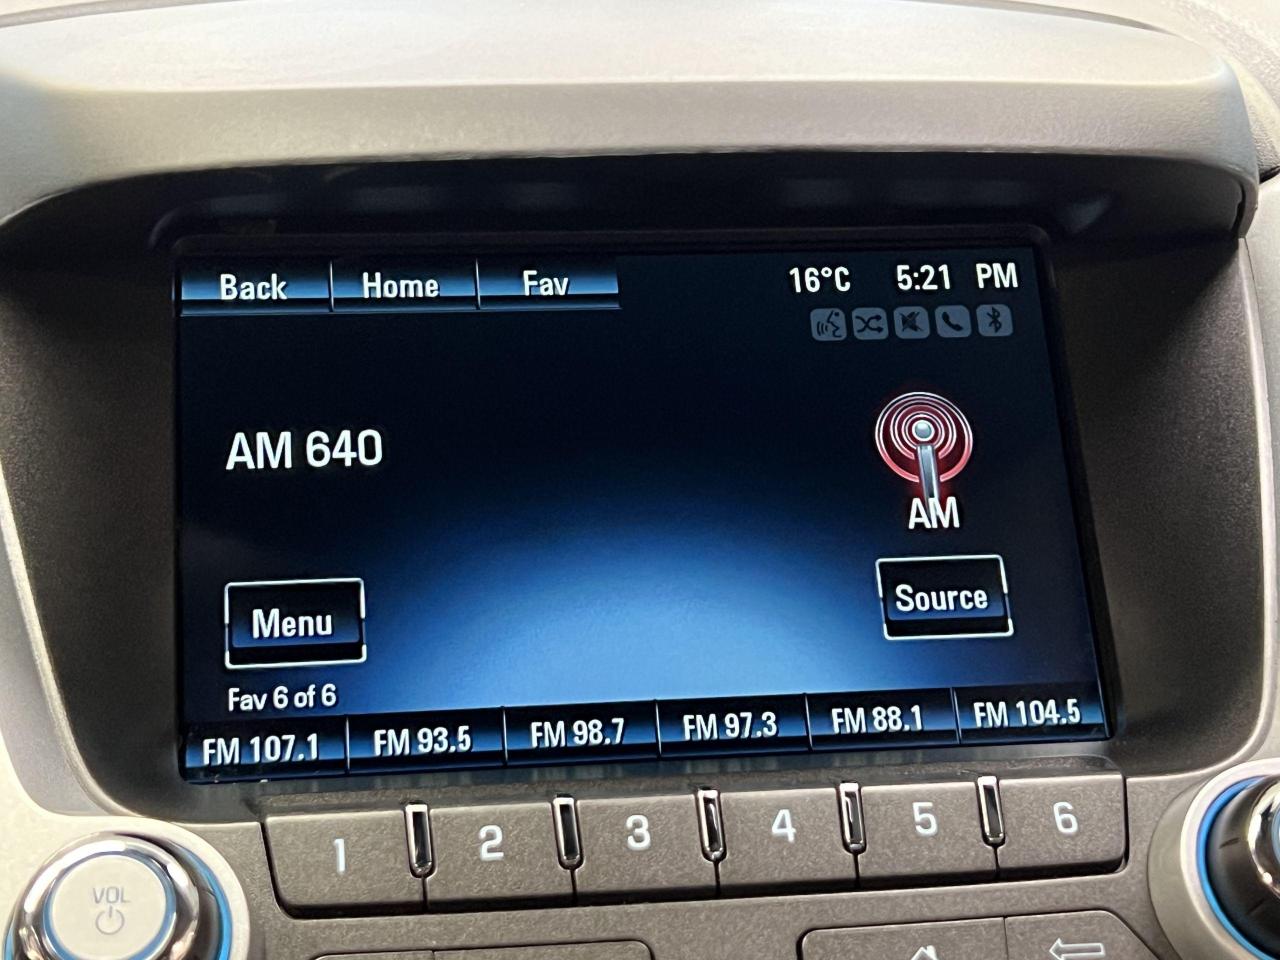 Back Home Fav 16°C 5:21 PM
AM 640
AM
Menu Source
Fav 6 of 6
FM 107.1 FM 93.5 FM 98.7 FM 97.3 FM 88.1 FM 104.5
1 2 3 4 5 6
VOL